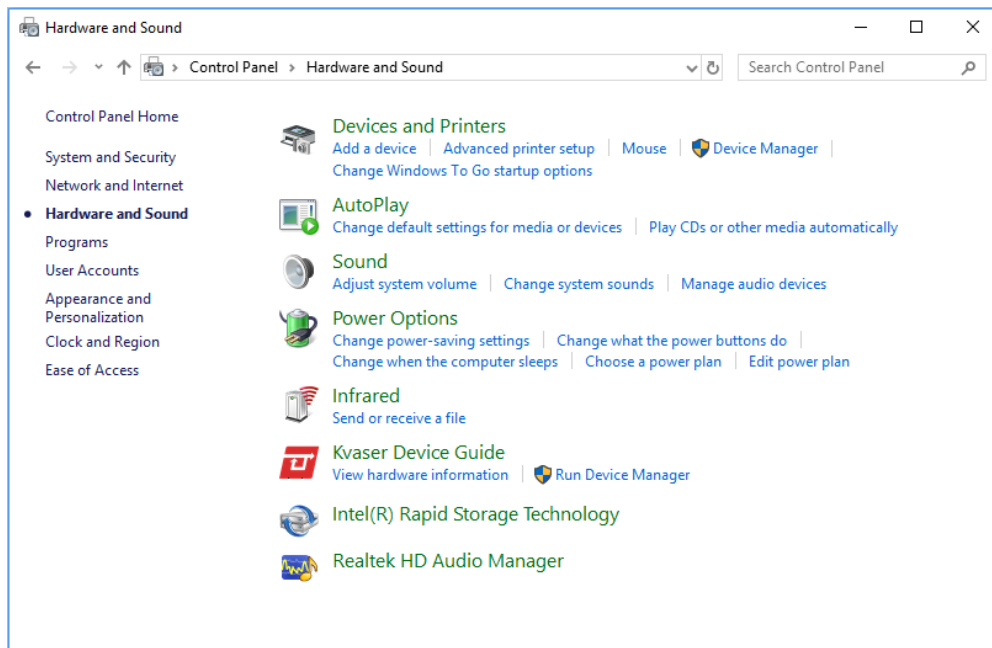 Hardware and Sound
Control Panel > Hardware and Sound
Search Control Panel
Control Panel Home
System and Security
Network and Internet
Hardware and Sound
Programs
User Accounts
Appearance and
Personalization
Clock and Region
Ease of Access
Devices and Printers
Add a device | Advanced printer setup | Mouse | Device Manager |
Change Windows To Go startup options
AutoPlay
Change default settings for media or devices | Play CDs or other media automatically
Sound
Adjust system volume | Change system sounds | Manage audio devices
Power Options
Change power-saving settings | Change what the power buttons do |
Change when the computer sleeps | Choose a power plan | Edit power plan
Infrared
Send or receive a file
Kvaser Device Guide
View hardware information | Run Device Manager
Intel(R) Rapid Storage Technology
Realtek HD Audio Manager